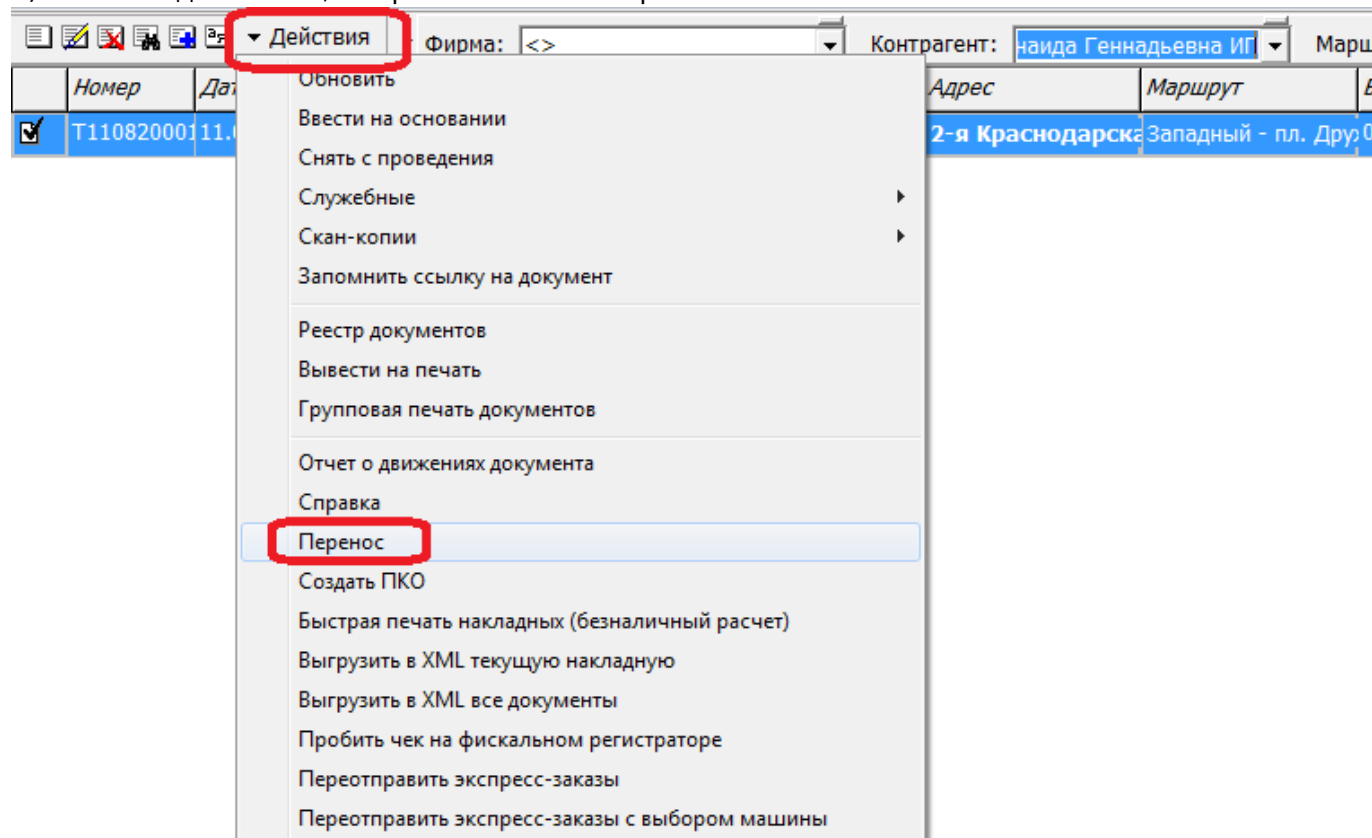 Действия Фирма: <> Контрагент: наида Геннадьевна ИП
Номер Адрес Маршрут
Т11082000 2-я Краснодарска Западный - пл. Дру
Обновить
Ввести на основании
Снять с проведения
Служебные
Скан-копии
Запомнить ссылку на документ
Реестр документов
Вывести на печать
Групповая печать документов
Отчет о движениях документа
Справка
Перенос
Создать ПКО
Быстрая печать накладных (безналичный расчет)
Выгрузить в XML текущую накладную
Выгрузить в XML все документы
Пробить чек на фискальном регистраторе
Переотправить экспресс-заказы
Переотправить экспресс-заказы с выбором машины